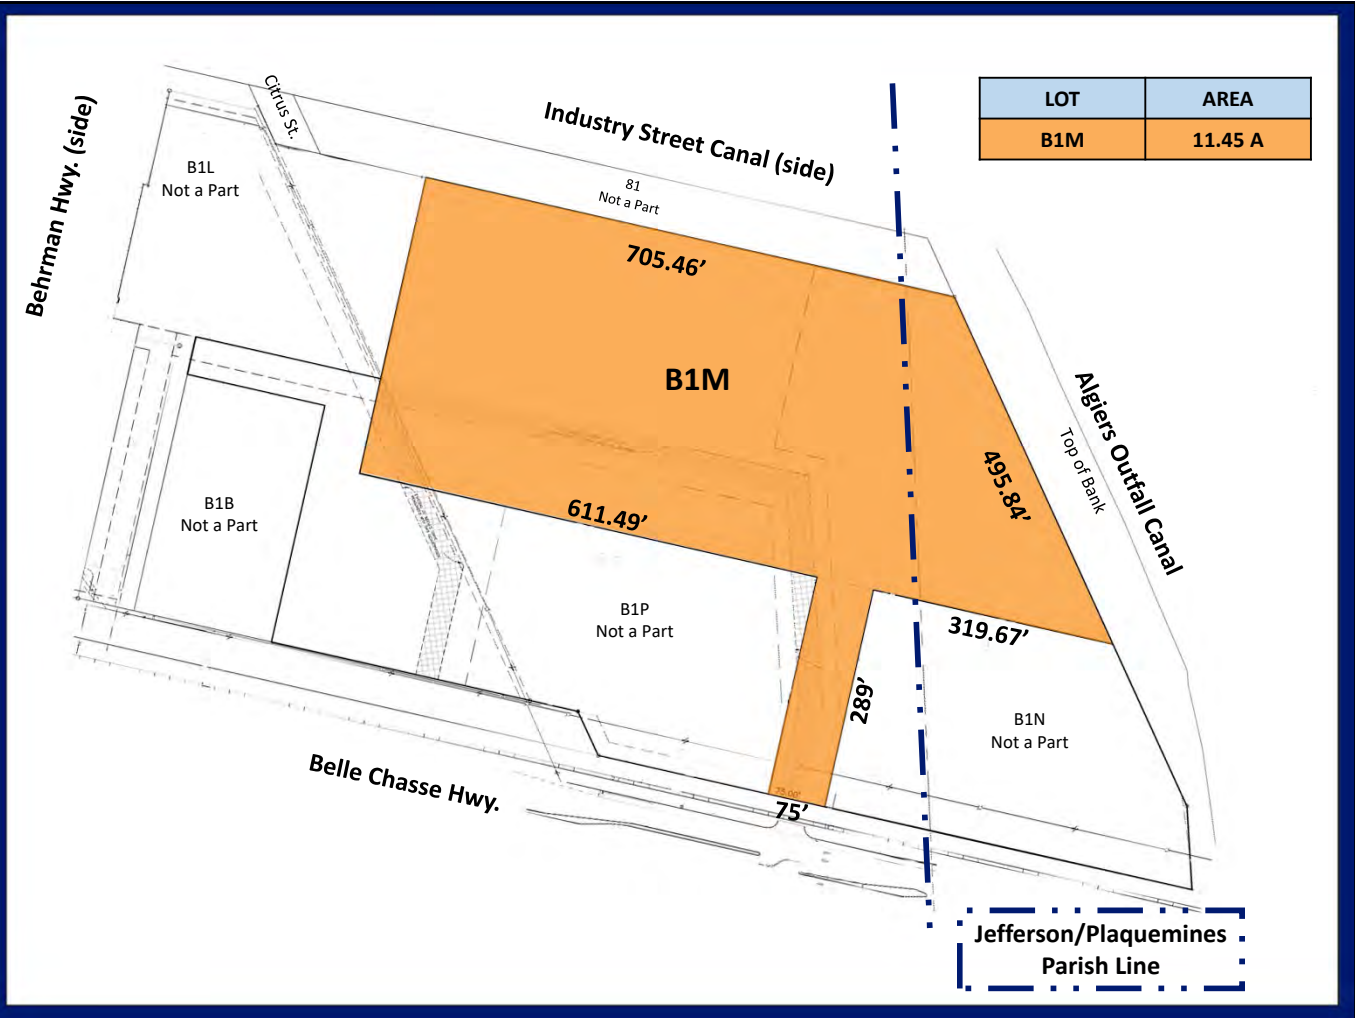 LOT AREA
B1M 11.45 A
Citrus St.
Industry Street Canal (side)
Behrman Hwy. (side)
B1L
Not a Part
81
Not a Part
705.46’
B1M
Algiers Outfall Canal
Top of Bank
495.84’
B1B
Not a Part
611.49’
B1P
Not a Part
319.67’
289’
B1N
Not a Part
Belle Chasse Hwy.
75.00'
75’
Jefferson/Plaquemines
Parish Line